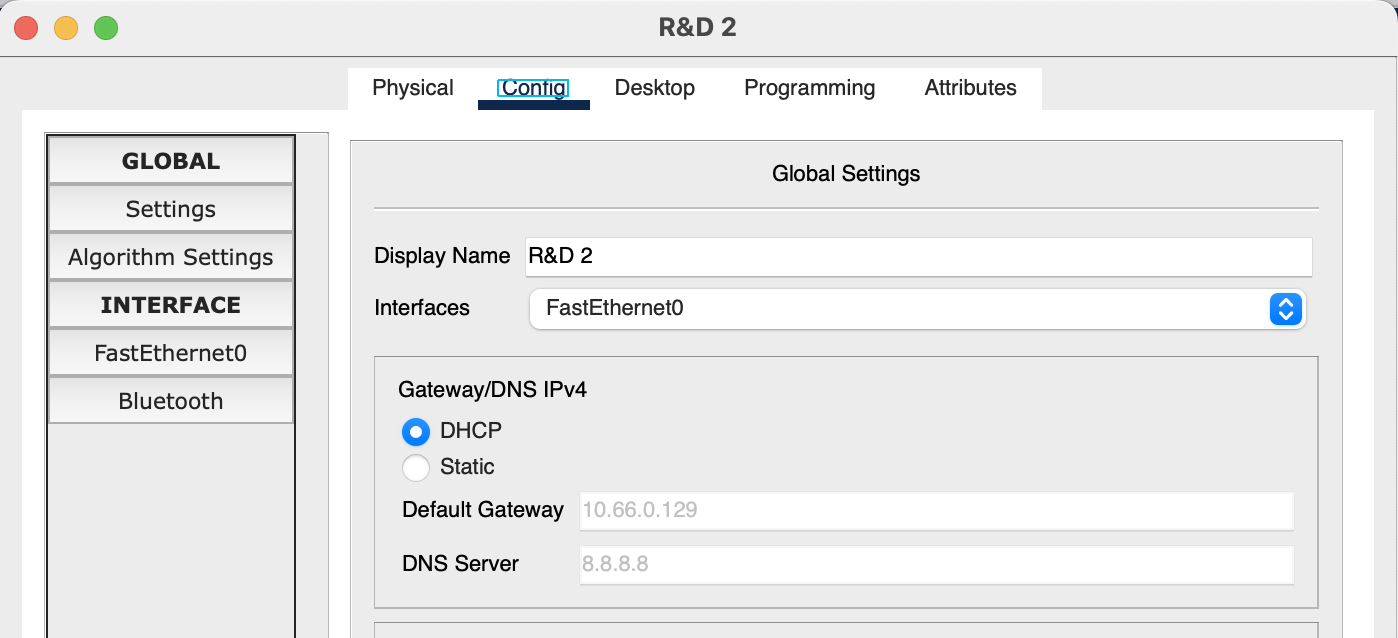 R&D 2
Physical Config Desktop Programming Attributes
GLOBAL
Settings
Algorithm Settings
INTERFACE
FastEthernet0
Bluetooth
Global Settings
Display Name R&D 2
Interfaces FastEthernet0
Gateway/DNS IPv4
DHCP
Static
Default Gateway 10.66.0.129
DNS Server 8.8.8.8